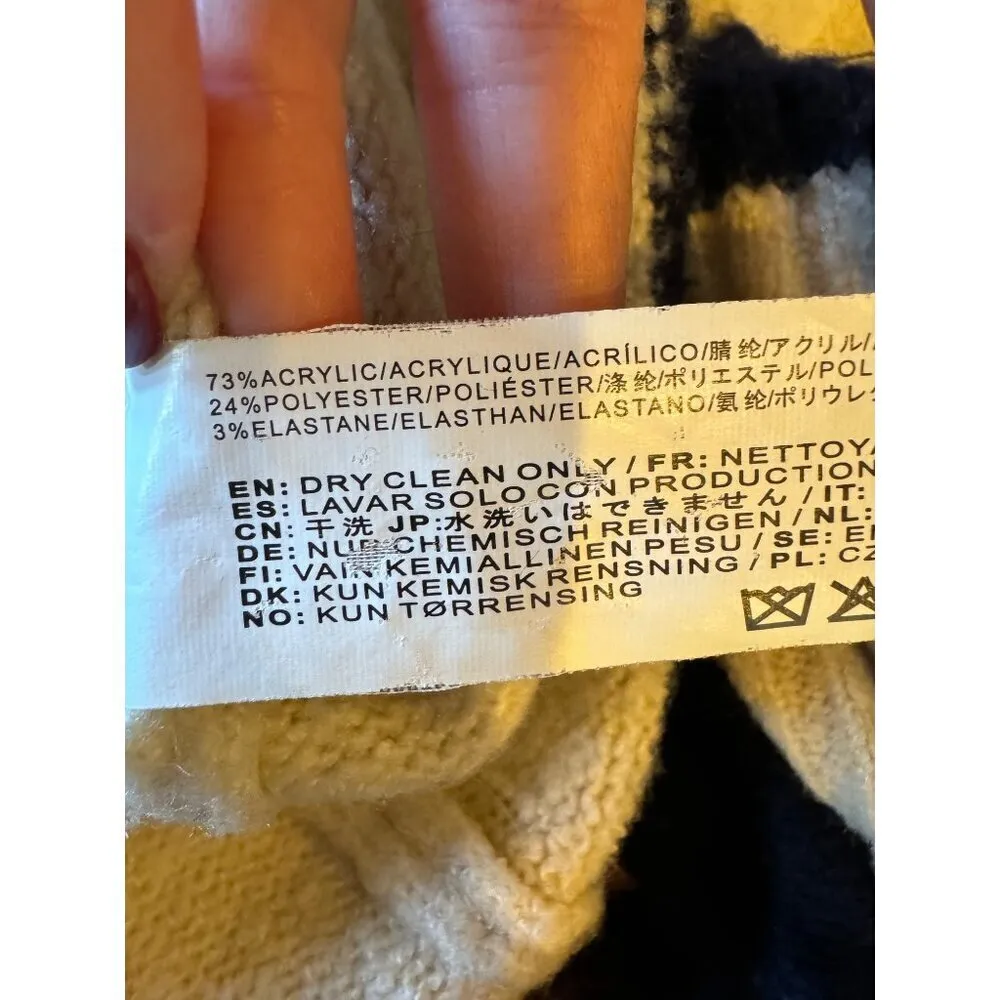 73%ACRYLIC/ACRYLIQUE/ACRÍLICO/腈 纶/アクリル/
24%POLYESTER/POLIÉSTER/涤 纶/ポリエステル/POL
3%ELASTANE/ELASTHAN/ELASTANO/氨 纶/ポリウレ
EN: DRY CLEAN ONLY / FR: NETTOYA
ES: LAVAR SOLO CON PRODUCTION
CN: 干 洗 JP:水 洗いはできません / IT:
DE: NUR CHEMISCH REINIGEN / NL:
FI: VAIN KEMIALLINEN PESU / SE: E
DK: KUN KEMISK RENSNING / PL: CZ
NO: KUN TØRRENSING